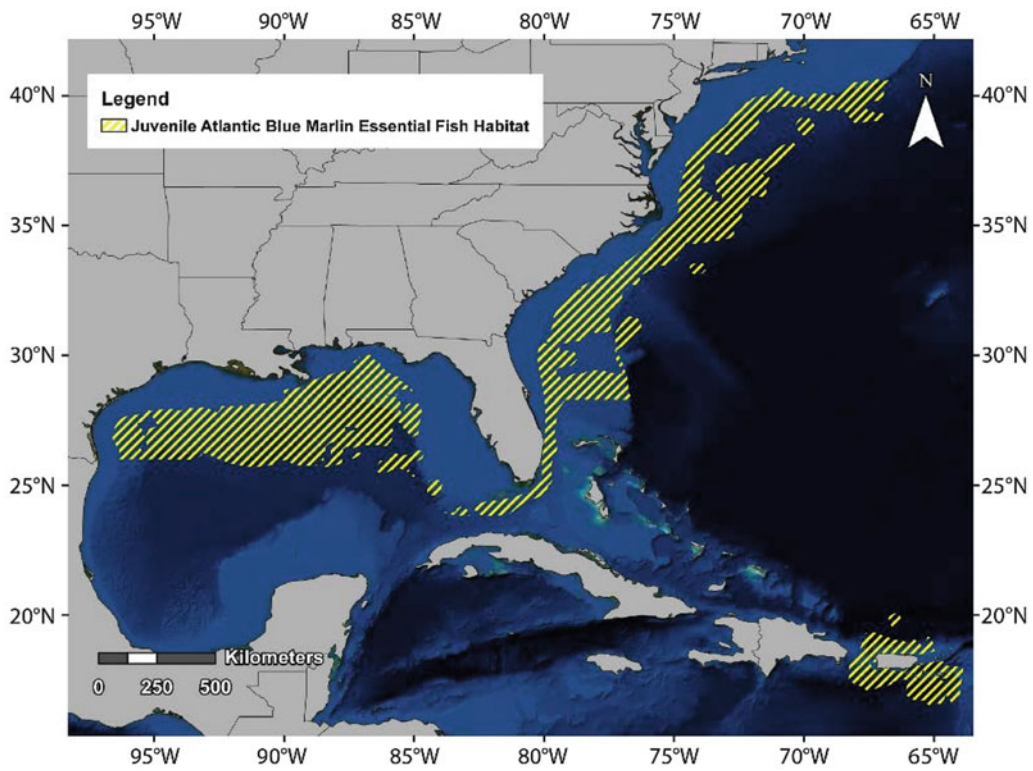 95°W 90°W 85°W 80°W 75°W 70°W 65°W
Legend
Juvenile Atlantic Blue Marlin Essential Fish Habitat
N
40°N 40°N
35°N 35°N
30°N 30°N
25°N 25°N
20°N 20°N
Kilometers
0 250 500
95°W 90°W 85°W 80°W 75°W 70°W 65°W